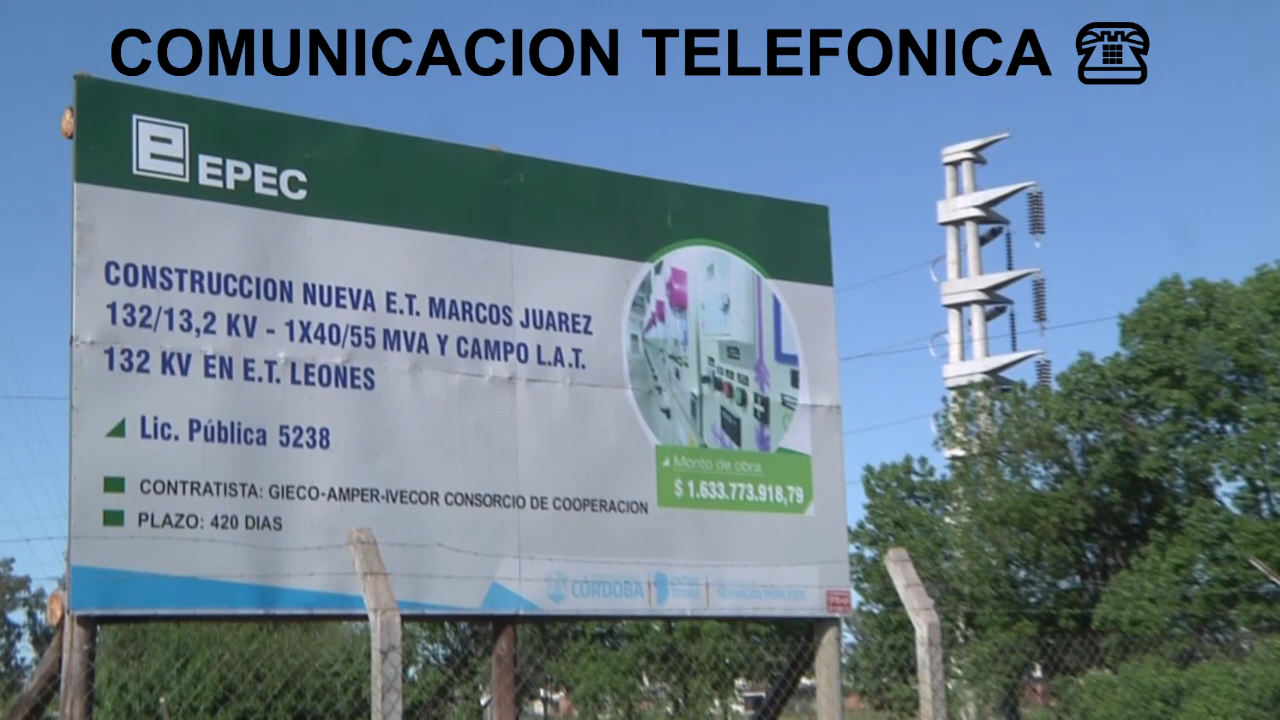 COMUNICACION TELEFONICA ☎
EPEC
CONSTRUCCION NUEVA E.T. MARCOS JUAREZ
132/13,2 KV - 1X40/55 MVA Y CAMPO L.A.T.
132 KV EN E.T. LEONES
Lic. Pública 5238
Monto de obra
$ 1.633.773.918,79
CONTRATISTA: GIECO-AMPER-IVECOR CONSORCIO DE COOPERACION
PLAZO: 420 DIAS
CÓRDOBA
ENTRE
TODOS